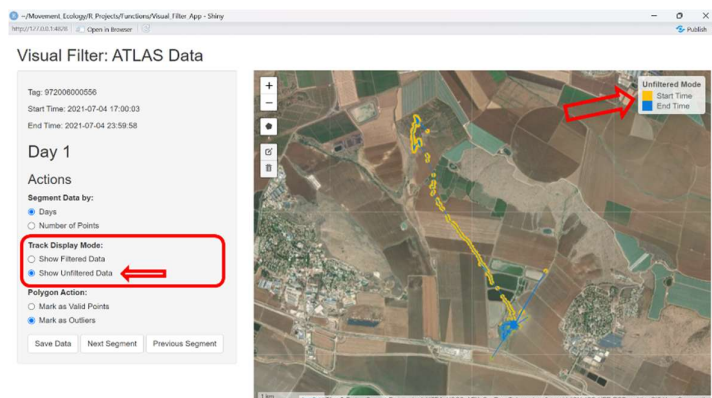 ~/Movement_Ecology/R_Projects/Functions/Visual_Filter_App - Shiny
http://127.0.0.1:4828 Open in Browser Publish
Visual Filter: ATLAS Data
Tag: 972006000556
Start Time: 2021-07-04 17:00:03
End Time: 2021-07-04 23:59:58
Day 1
Actions
Segment Data by:
Days
Number of Points
Track Display Mode:
Show Filtered Data
Show Unfiltered Data
Polygon Action:
Mark as Valid Points
Mark as Outliers
Save Data Next Segment Previous Segment
+
−
Unfiltered Mode
Start Time
End Time
1 km